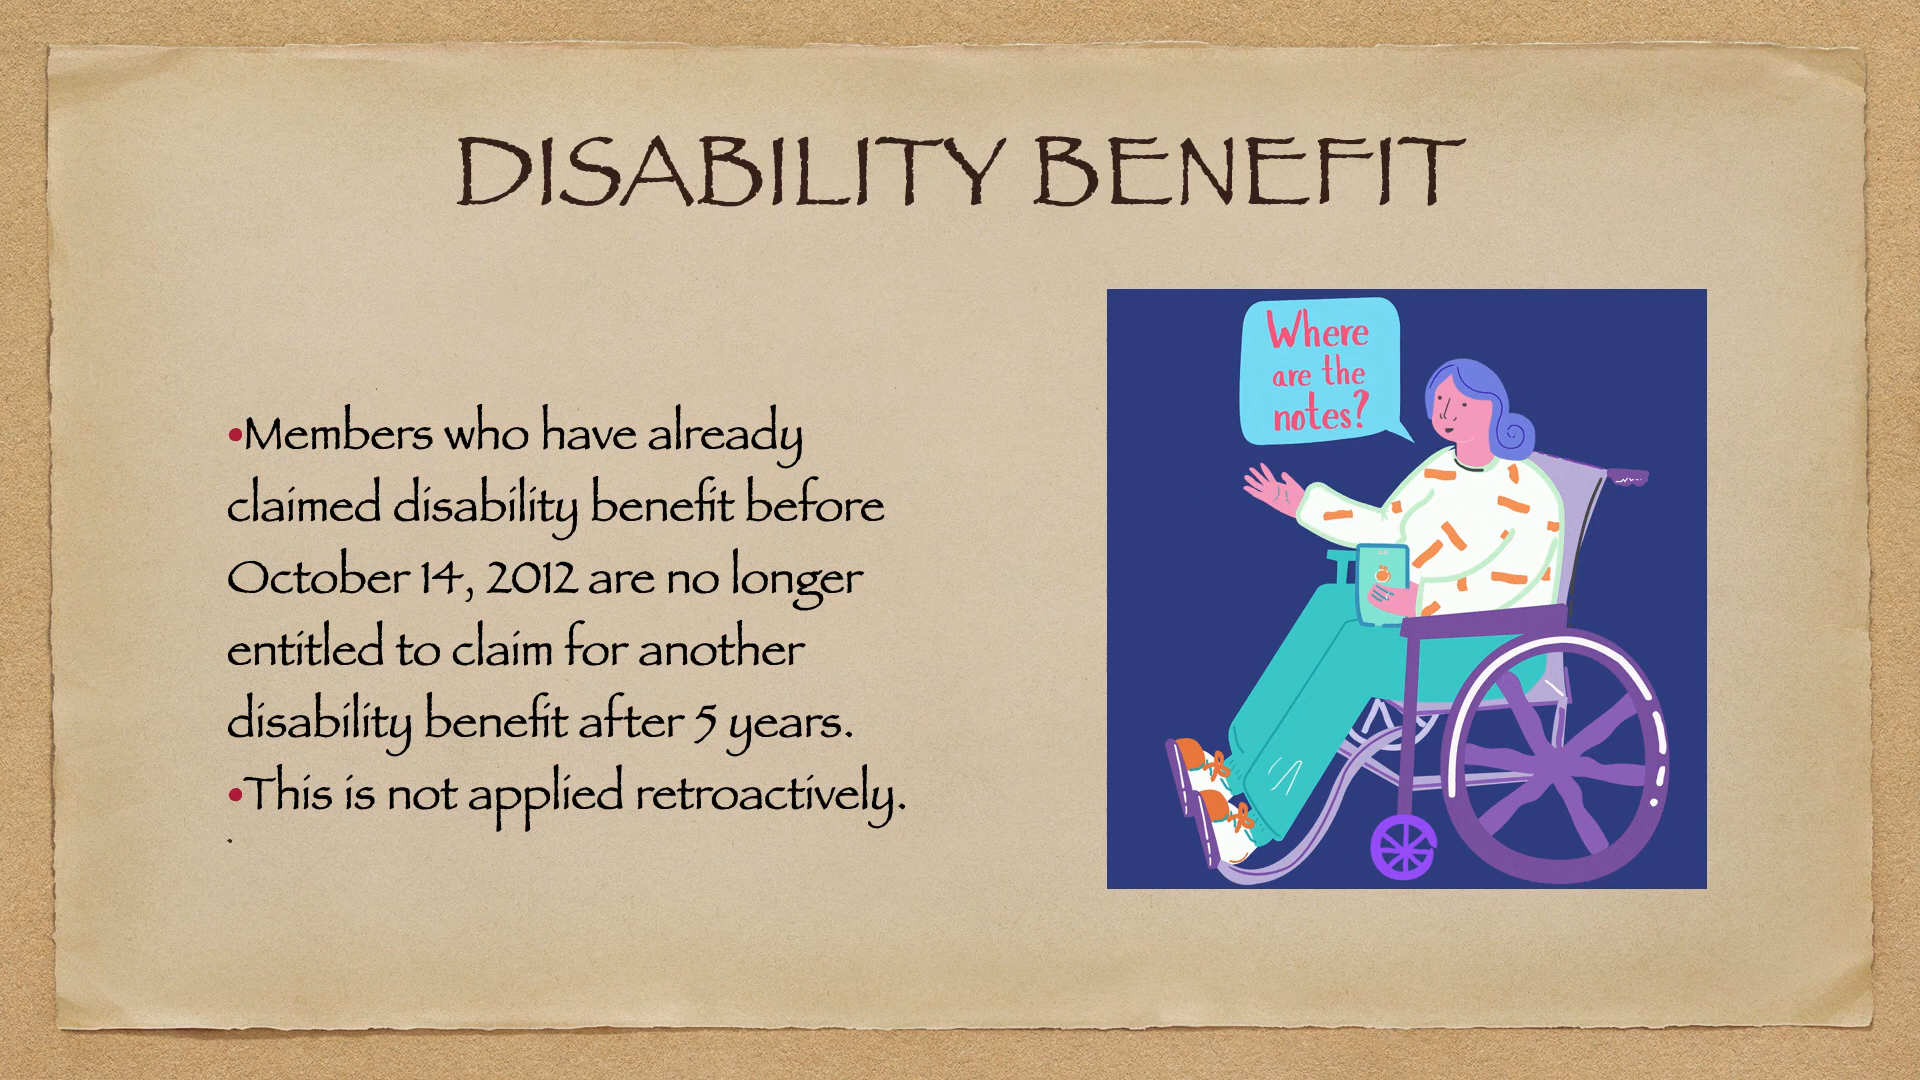 DISABILITY BENEFIT
•Members who have already
claimed disability benefit before
October 14, 2012 are no longer
entitled to claim for another
disability benefit after 5 years.
•This is not applied retroactively.
.
Where
are the
notes?